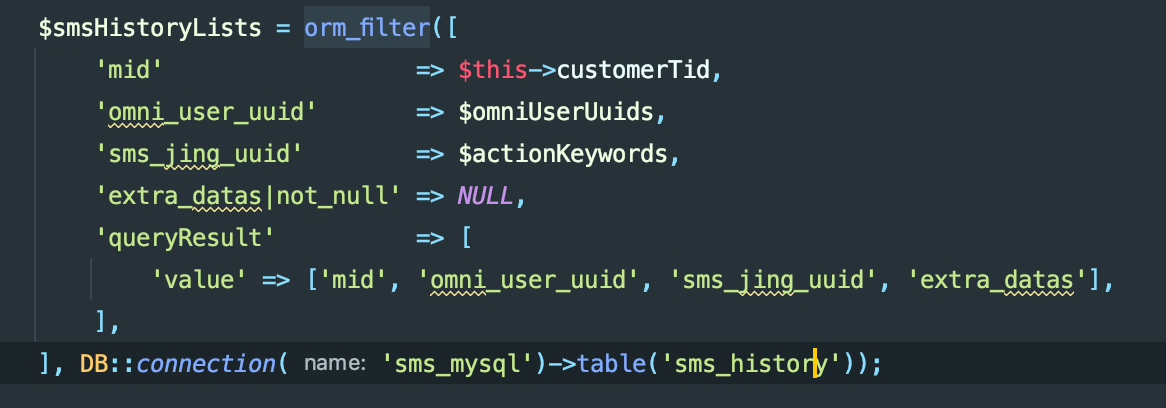 $smsHistoryLists = orm_filter([
'mid' => $this->customerTid,
'omni_user_uuid' => $omniUserUuids,
'sms_jing_uuid' => $actionKeywords,
'extra_datas|not_null' => NULL,
'queryResult' => [
'value' => ['mid', 'omni_user_uuid', 'sms_jing_uuid', 'extra_datas'],
],
], DB::connection( name: 'sms_mysql')->table('sms_history'));